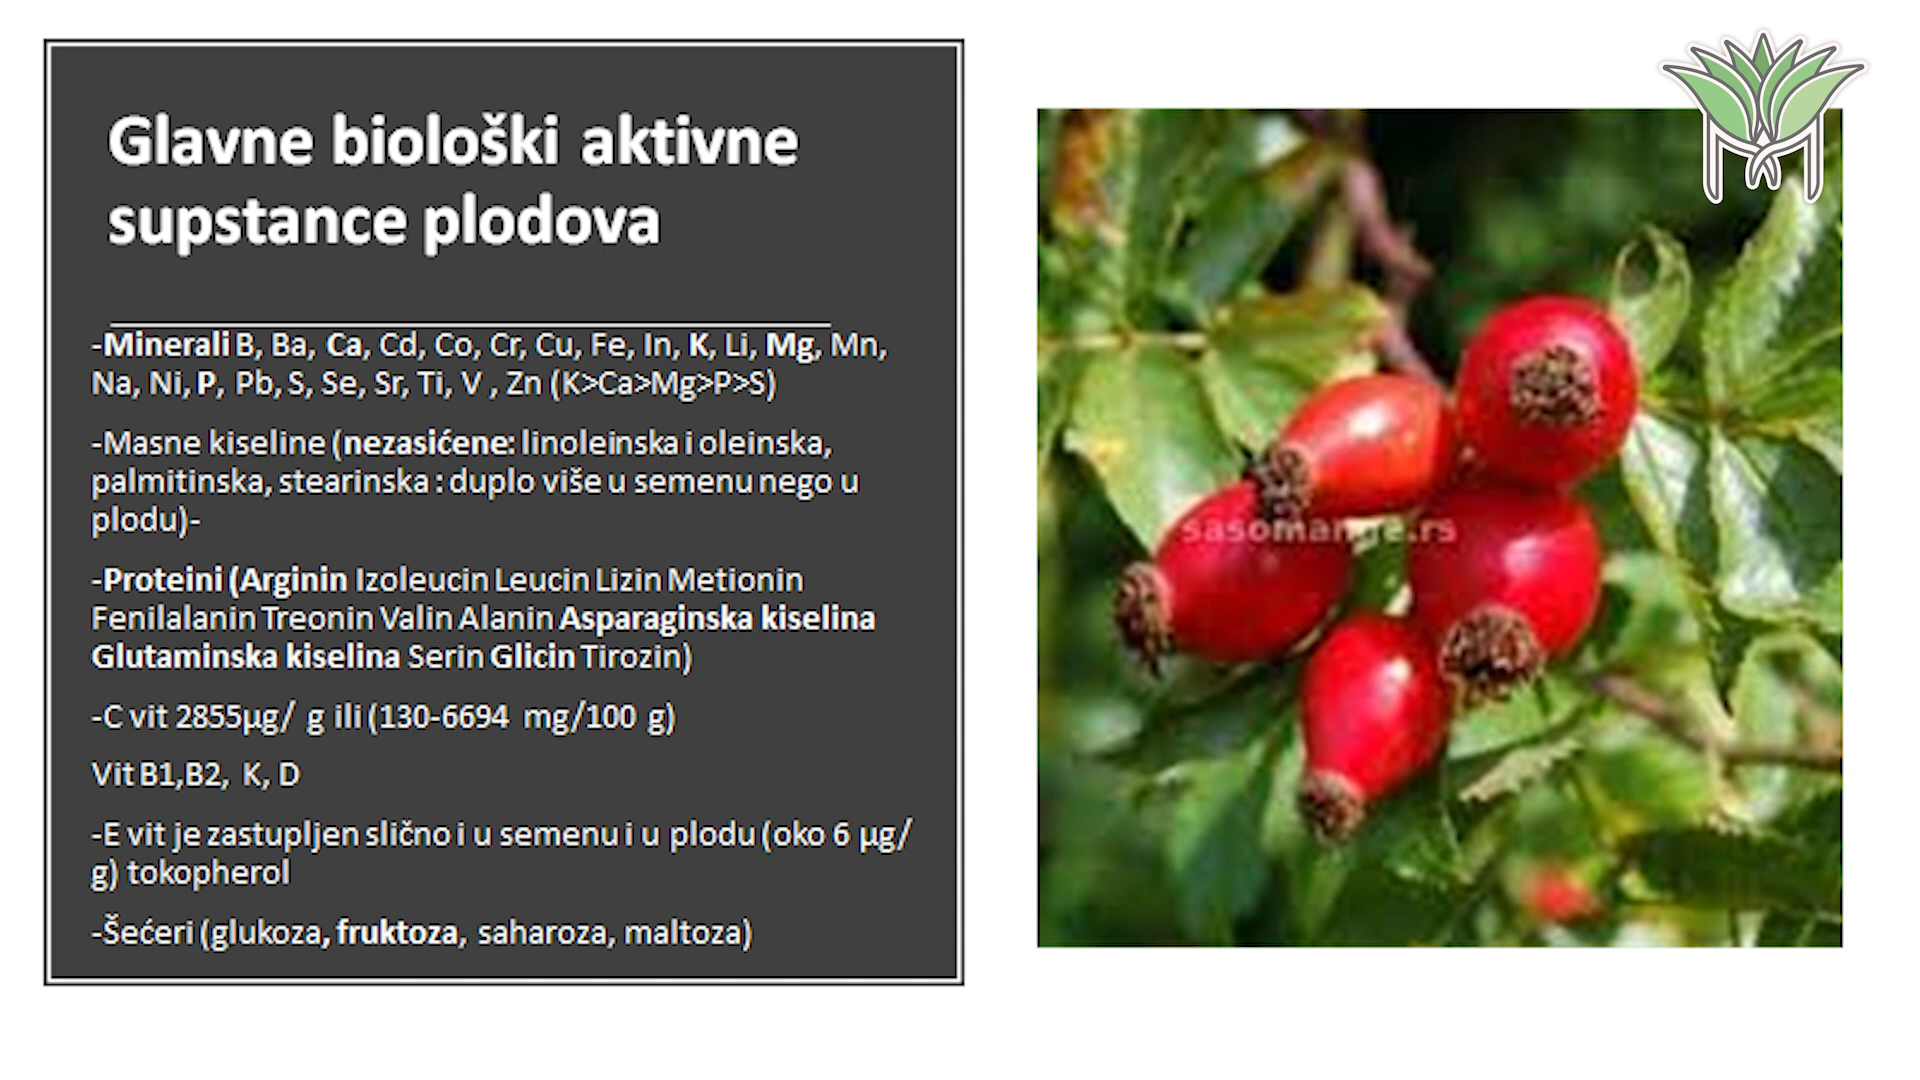 Glavne biološki aktivne
supstance plodova
-Minerali B, Ba, Ca, Cd, Co, Cr, Cu, Fe, In, K, Li, Mg, Mn,
Na, Ni, P, Pb, S, Se, Sr, Ti, V , Zn (K>Ca>Mg>P>S)
-Masne kiseline (nezasićene: linoleinska i oleinska,
palmitinska, stearinska : duplo više u semenu nego u
plodu)-
-Proteini (Arginin Izoleucin Leucin Lizin Metionin
Fenilalanin Treonin Valin Alanin Asparaginska kiselina
Glutaminska kiselina Serin Glicin Tirozin)
-C vit 2855µg/ g ili (130-6694 mg/100 g)
Vit B1,B2, K, D
-E vit je zastupljen slično i u semenu i u plodu (oko 6 µg/
g) tokopherol
-Šećeri (glukoza, fruktoza, saharoza, maltoza)
sasomange.rs